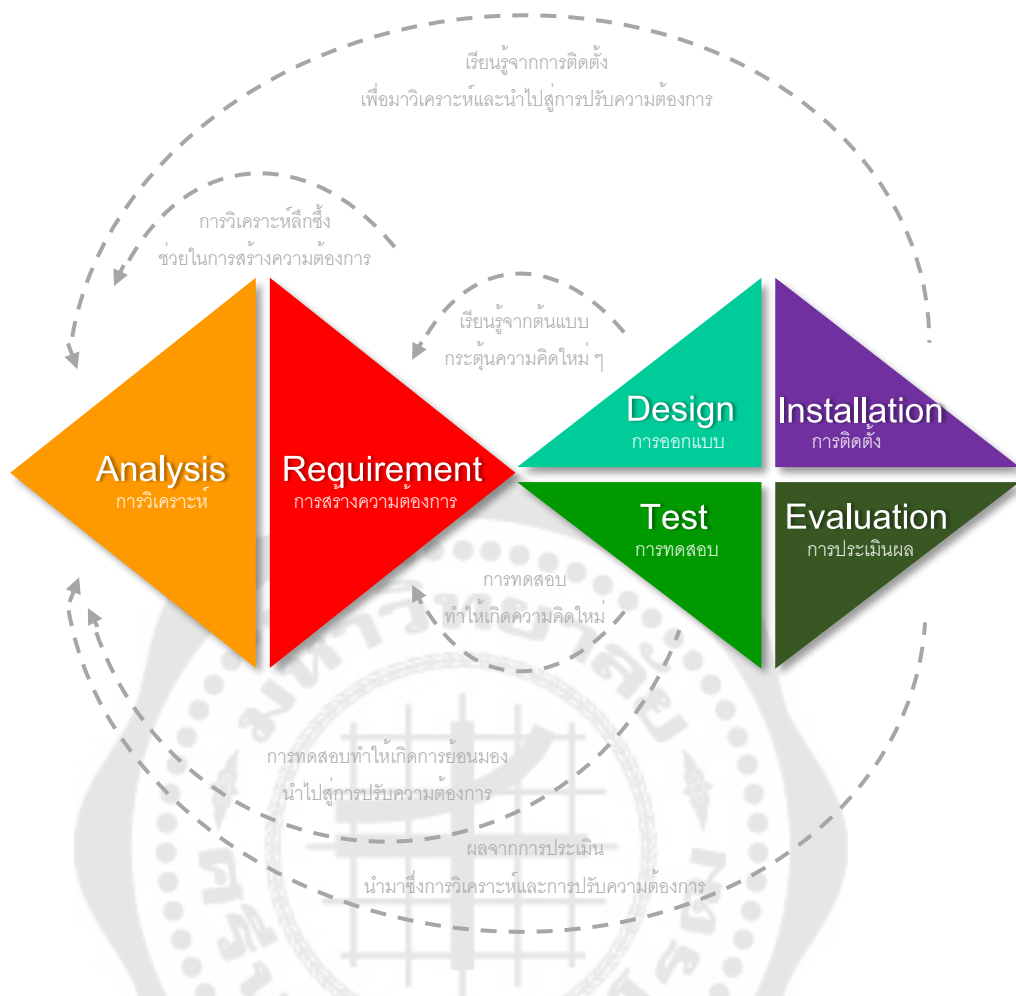 เรียนรู้จากการติดตั้ง
เพื่อมาวิเคราะห์และนำไปสู่การปรับความต้องการ
การวิเคราะห์ลึกซึ้ง
ช่วยในการสร้างความต้องการ
เรียนรู้จากต้นแบบ
กระตุ้นความคิดใหม่ ๆ
Analysis
การวิเคราะห์
Requirement
การสร้างความต้องการ
Design
การออกแบบ
Installation
การติดตั้ง
Test
การทดสอบ
Evaluation
การประเมินผล
การทดสอบ
ทำให้เกิดความคิดใหม่
การทดสอบทำให้เกิดการย้อนมอง
นำไปสู่การปรับความต้องการ
ผลจากการประเมิน
นำมาซึ่งการวิเคราะห์และการปรับความต้องการ
มหาวิทยาลัย